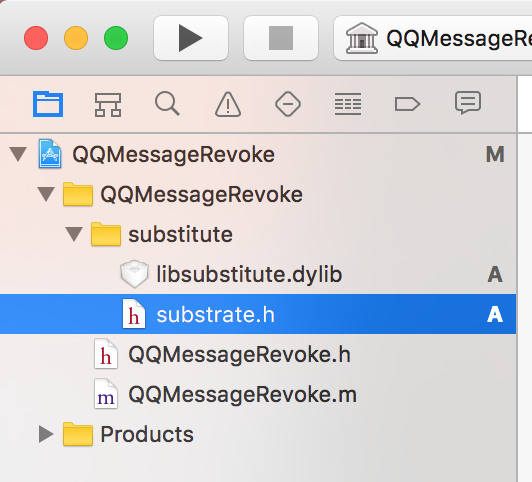 QQMessageRe
QQMessageRevoke M
QQMessageRevoke
substitute
libsubstitute.dylib A
h substrate.h A
h QQMessageRevoke.h
m QQMessageRevoke.m
Products